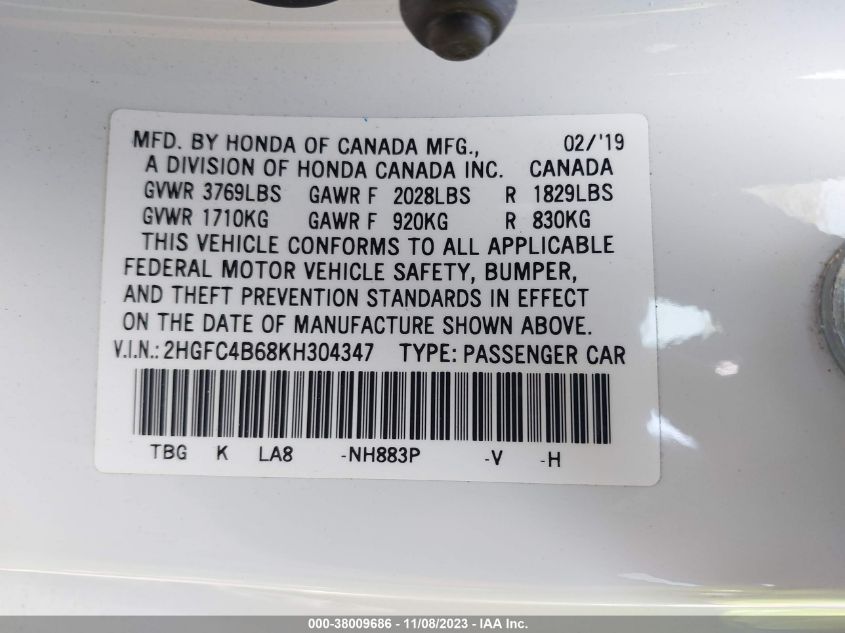 MFD. BY HONDA OF CANADA MFG., 02/'19
A DIVISION OF HONDA CANADA INC. CANADA
GVWR 3769LBS GAWR F 2028LBS R 1829LBS
GVWR 1710KG GAWR F 920KG R 830KG
THIS VEHICLE CONFORMS TO ALL APPLICABLE
FEDERAL MOTOR VEHICLE SAFETY, BUMPER,
AND THEFT PREVENTION STANDARDS IN EFFECT
ON THE DATE OF MANUFACTURE SHOWN ABOVE.
V.I.N.: 2HGFC4B68KH304347 TYPE: PASSENGER CAR
TBG K LA8 -NH883P -V -H
000-38009686 - 11/08/2023 - IAA Inc.